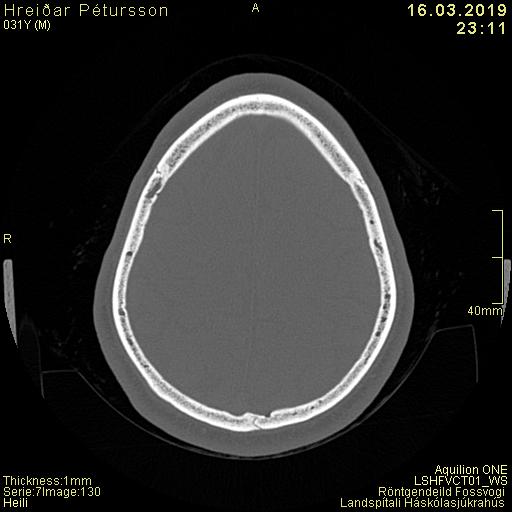 Hreiðar Pétursson
031Y (M)
A
16.03.2019
23:11
R
40mm
Thickness:1mm
Serie:7Image:130
Heili
Aquilion ONE
LSHFVCT01_WS
Röntgendeild Fossvogi
Landspítali Háskólasjúkrahús